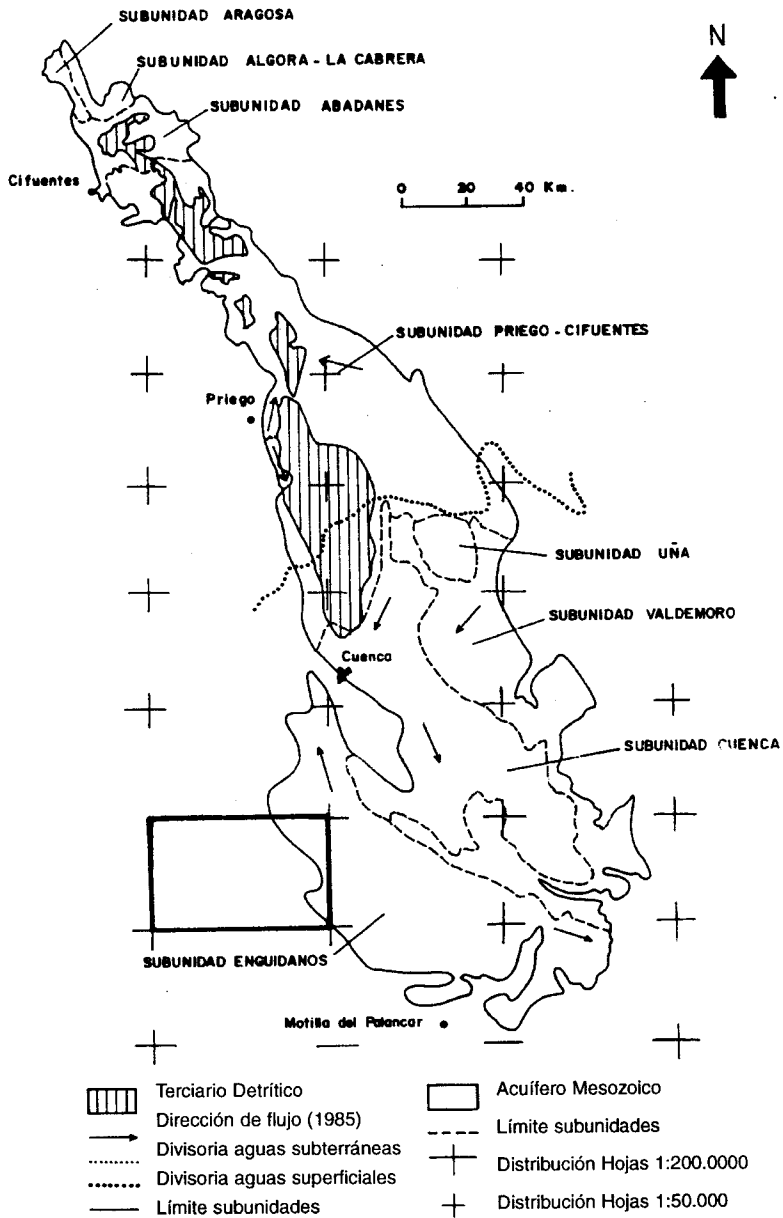 SUBUNIDAD ARAGOSA
SUBUNIDAD ALGORA - LA CABRERA
SUBUNIDAD ABADANES
N
Cifuentes
0 20 40 Km.
SUBUNIDAD PRIEGO - CIFUENTES
Priego
SUBUNIDAD UÑA
SUBUNIDAD VALDEMORO
Cuenca
SUBUNIDAD CUENCA
SUBUNIDAD ENGUIDANOS
Motilla del Palancar
Terciario Detrítico
Dirección de flujo (1985)
Divisoria aguas subterráneas
Divisoria aguas superficiales
Límite subunidades
Acuífero Mesozoico
Límite subunidades
Distribución Hojas 1:200.0000
Distribución Hojas 1:50.000